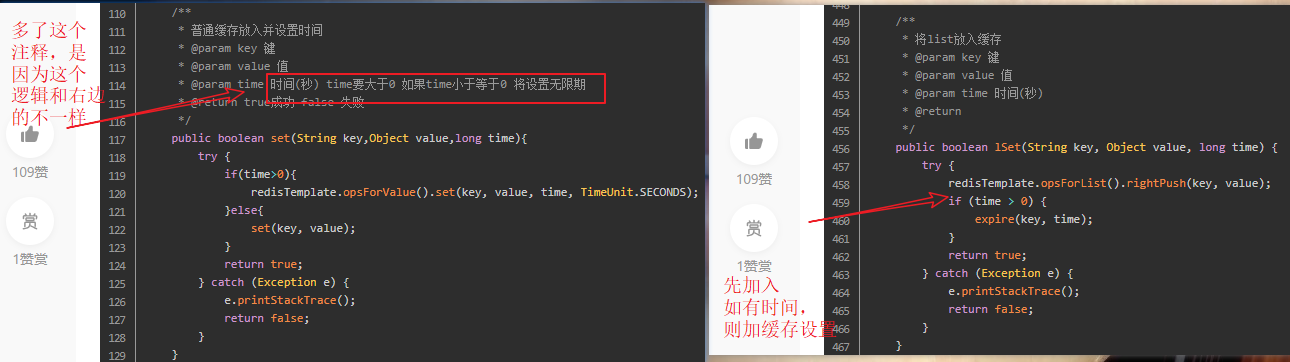 多了这个
注释，是
因为这个
逻辑和右边
的不一样
109赞
赏
1赞赏
110 /**
111 * 普通缓存放入并设置时间
112 * @param key 键
113 * @param value 值
114 * @param time 时间(秒) time要大于0 如果time小于等于0 将设置无限期
115 * @return true成功 false 失败
116 */
117 public boolean set(String key,Object value,long time){
118 try {
119 if(time>0){
120 redisTemplate.opsForValue().set(key, value, time, TimeUnit.SECONDS);
121 }else{
122 set(key, value);
123 }
124 return true;
125 } catch (Exception e) {
126 e.printStackTrace();
127 return false;
128 }
129 }
109赞
赏
1赞赏
先加入
如有时间，
则加缓存设置
448
449 /**
450 * 将list放入缓存
451 * @param key 键
452 * @param value 值
453 * @param time 时间(秒)
454 * @return
455 */
456 public boolean lSet(String key, Object value, long time) {
457 try {
458 redisTemplate.opsForList().rightPush(key, value);
459 if (time > 0) {
460 expire(key, time);
461 }
462 return true;
463 } catch (Exception e) {
464 e.printStackTrace();
465 return false;
466 }
467 }